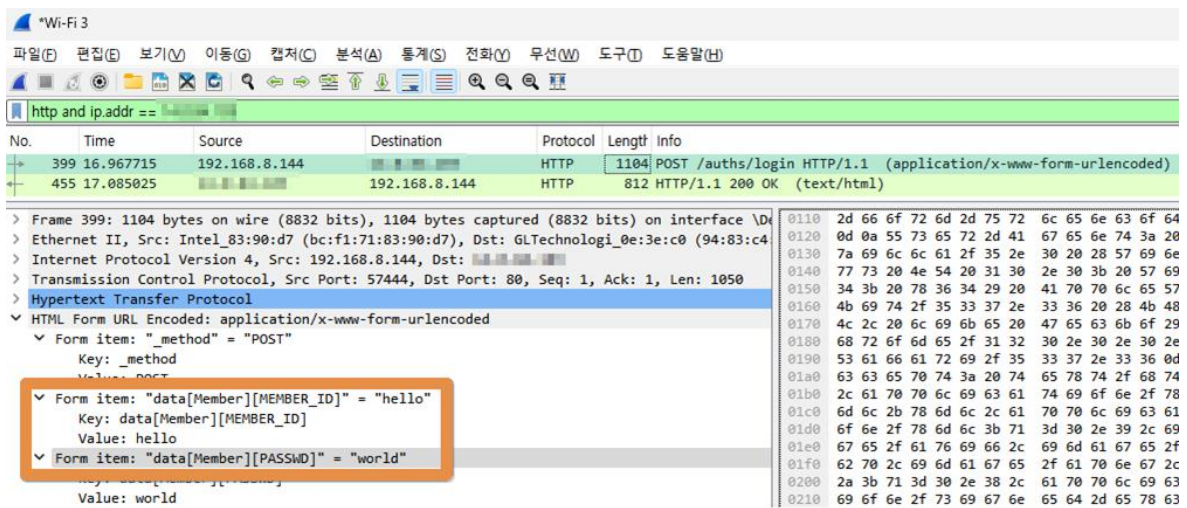 *Wi-Fi 3
파일(F) 편집(E) 보기(V) 이동(G) 캡처(C) 분석(A) 통계(S) 전화(Y) 무선(W) 도구(T) 도움말(H)
http and ip.addr ==
No. Time Source Destination Protocol Length Info
399 16.967715 192.168.8.144 HTTP 1104 POST /auths/login HTTP/1.1 (application/x-www-form-urlencoded)
455 17.085025 192.168.8.144 HTTP 812 HTTP/1.1 200 OK (text/html)
Frame 399: 1104 bytes on wire (8832 bits), 1104 bytes captured (8832 bits) on interface \De
Ethernet II, Src: Intel_83:90:d7 (bc:f1:71:83:90:d7), Dst: GLTechnologi_0e:3e:c0 (94:83:c4:
Internet Protocol Version 4, Src: 192.168.8.144, Dst:
Transmission Control Protocol, Src Port: 57444, Dst Port: 80, Seq: 1, Ack: 1, Len: 1050
Hypertext Transfer Protocol
HTML Form URL Encoded: application/x-www-form-urlencoded
Form item: "_method" = "POST"
Key: _method
Form item: "data[Member][MEMBER_ID]" = "hello"
Key: data[Member][MEMBER_ID]
Value: hello
Form item: "data[Member][PASSWD]" = "world"
Value: world
0110 2d 66 6f 72 6d 2d 75 72 6c 65 6e 63 6f 64
0120 0d 0a 55 73 65 72 2d 41 67 65 6e 74 3a 20
0130 7a 69 6c 6c 61 2f 35 2e 30 20 28 57 69 6e
0140 77 73 20 4e 54 20 31 30 2e 30 3b 20 57 69
0150 34 3b 20 78 36 34 29 20 41 70 70 6c 65 57
0160 4b 69 74 2f 35 33 37 2e 33 36 20 28 4b 48
0170 4c 2c 20 6c 69 6b 65 20 47 65 63 6b 6f 29
0180 68 72 6f 6d 65 2f 31 32 30 2e 30 2e 30 2e
0190 53 61 66 61 72 69 2f 35 33 37 2e 33 36 0d
01a0 63 63 65 70 74 3a 20 74 65 78 74 2f 68 74
01b0 2c 61 70 70 6c 69 63 61 74 69 6f 6e 2f 78
01c0 6d 6c 2b 78 6d 6c 2c 61 70 70 6c 69 63 61
01d0 6f 6e 2f 78 6d 6c 3b 71 3d 30 2e 39 2c 69
01e0 67 65 2f 61 76 69 66 2c 69 6d 61 67 65 2f
01f0 62 70 2c 69 6d 61 67 65 2f 61 70 6e 67 2c
0200 2a 3b 71 3d 30 2e 38 2c 61 70 70 6c 69 63
0210 69 6f 6e 2f 73 69 67 6e 65 64 2d 65 78 63